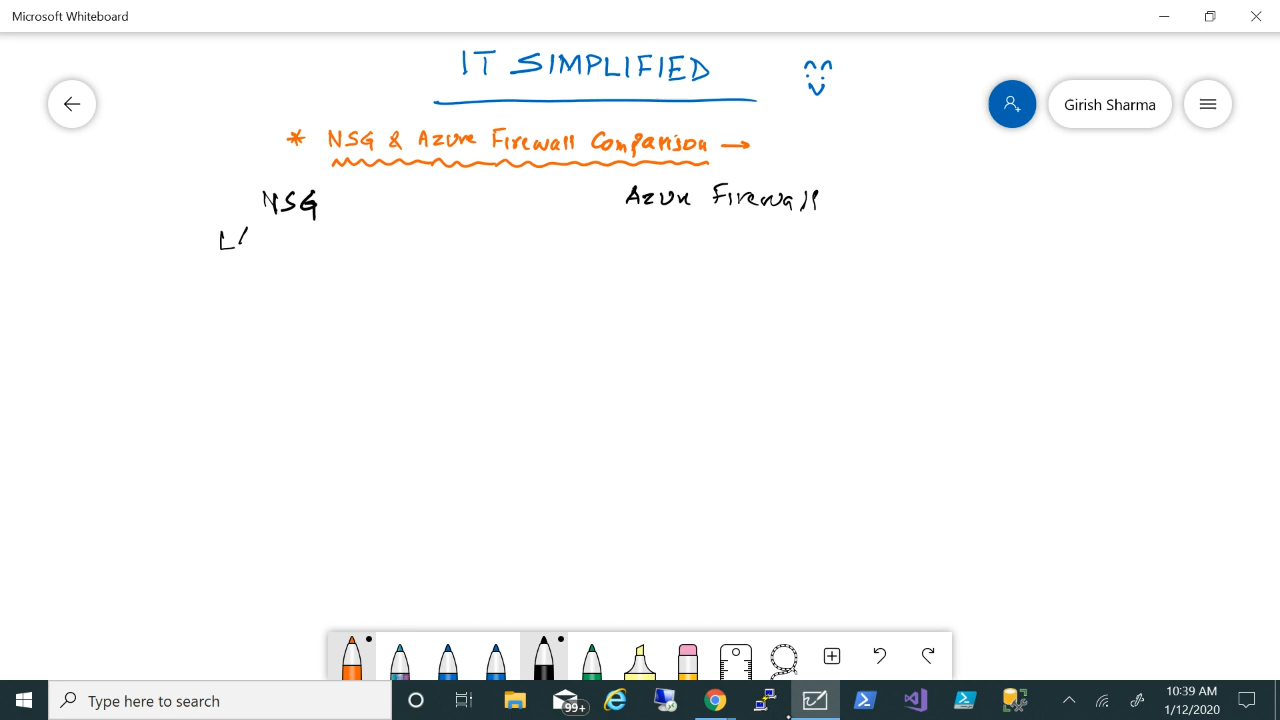 Microsoft Whiteboard
IT SIMPLIFIED
Girish Sharma
* NSG & Azure Firewall Comparison →
NSG
Azure Firewall
99+
Type here to search
10:39 AM
1/12/2020